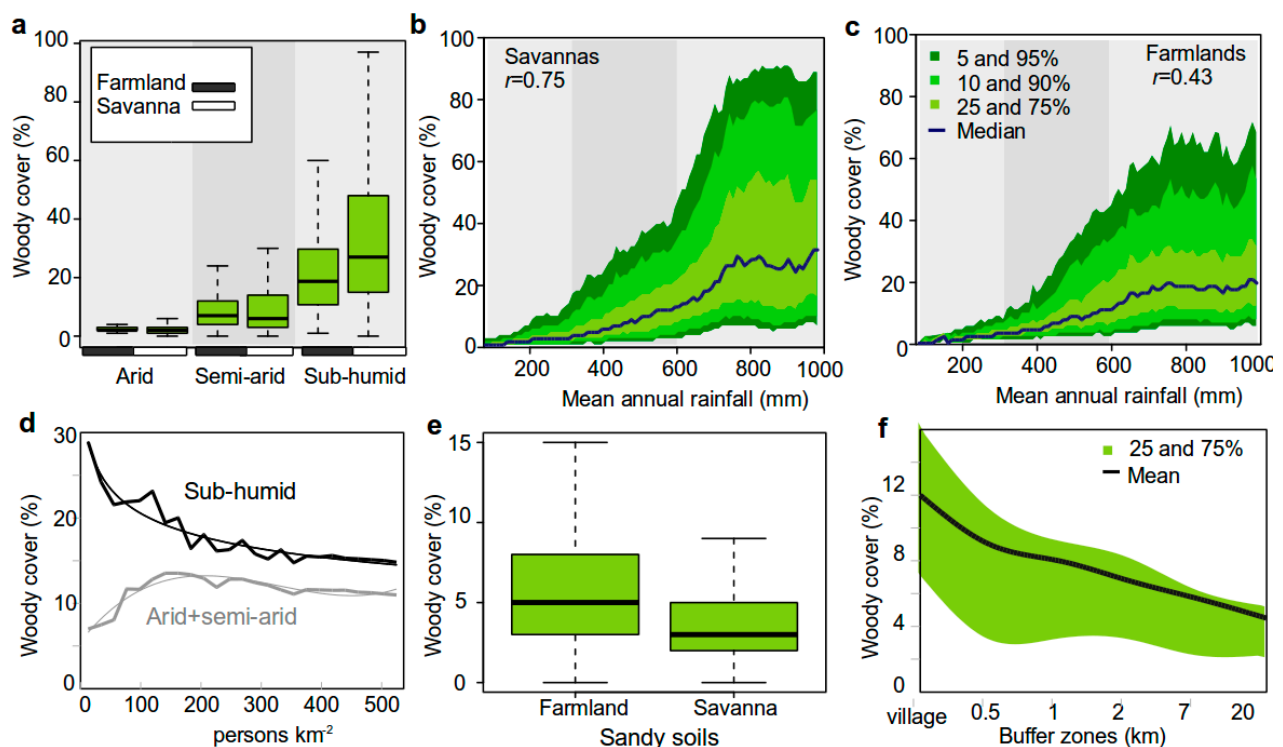 a
100
80
60
40
20
0
Woody cover (%)
Farmland
Savanna
Arid Semi-arid Sub-humid
b
100
80
60
40
20
0
Woody cover (%)
Savannas
r=0.75
200 400 600 800 1000
Mean annual rainfall (mm)
c
100
80
60
40
20
0
Woody cover (%)
5 and 95%
10 and 90%
25 and 75%
Median
Farmlands
r=0.43
200 400 600 800 1000
Mean annual rainfall (mm)
d
30
20
10
0
Woody cover (%)
Sub-humid
Arid+semi-arid
0 100 200 300 400 500
persons km-2
e
15
10
5
0
Woody cover (%)
Farmland Savanna
Sandy soils
f
12
8
4
0
Woody cover (%)
25 and 75%
Mean
village 0.5 1 2 7 20
Buffer zones (km)